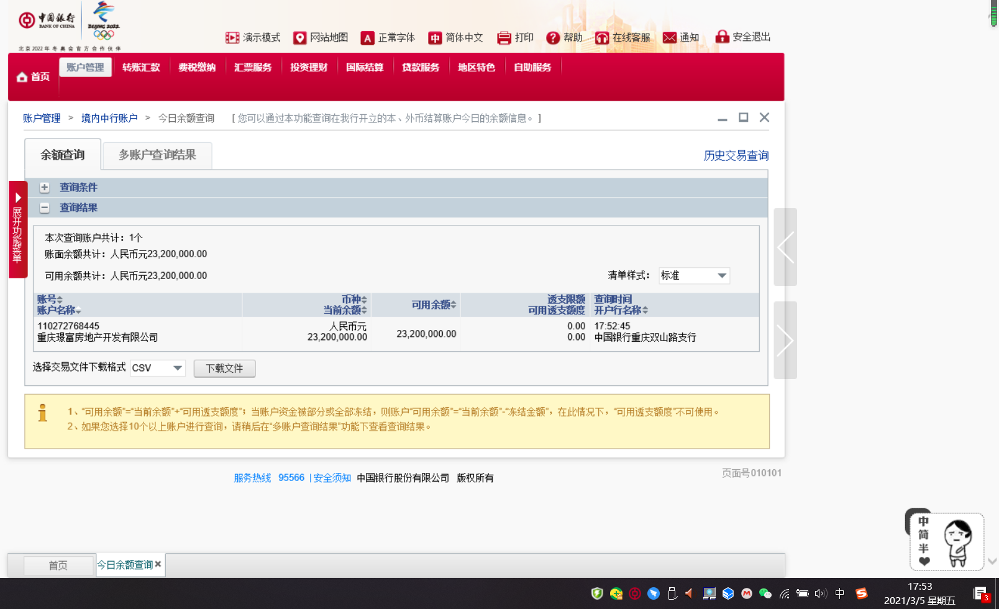 中国银行
BANK OF CHINA
BEIJING 2022
北京2022年冬奥会官方合作伙伴
演示模式 网站地图 A 正常字体 中 简体中文 打印 ? 帮助 在线客服 通知 安全退出
首页 账户管理 转账汇款 费税缴纳 汇票服务 投资理财 国际结算 贷款服务 地区特色 自助服务
账户管理 > 境内中行账户 > 今日余额查询 [ 您可以通过本功能查询在我行开立的本、外币结算账户今日的余额信息。 ]
余额查询 多账户查询结果 历史交易查询
查询条件
查询结果
展开功能菜单
本次查询账户共计：1个
账面余额共计：人民币元23,200,000.00
可用余额共计：人民币元23,200,000.00
清单样式： 标准
账号 币种 可用余额 透支限额 查询时间
账户名称 当前余额 可用透支额度 开户行名称
110272768445 人民币元 23,200,000.00 0.00 17:52:45
重庆璟富房地产开发有限公司 23,200,000.00 0.00 中国银行重庆双山路支行
选择交易文件下载格式 CSV 下载文件
1、“可用余额”=“当前余额”+“可用透支额度”；当账户资金被部分或全部冻结，则账户“可用余额”=“当前余额”-“冻结金额”，在此情况下，“可用透支额度”不可使用。
2、如果您选择10个以上账户进行查询，请稍后在“多账户查询结果”功能下查看查询结果。
页面号010101
服务热线 95566 | 安全须知 中国银行股份有限公司 版权所有
中
简
半
首页 今日余额查询
中 S 17:53
2021/3/5 星期五
3